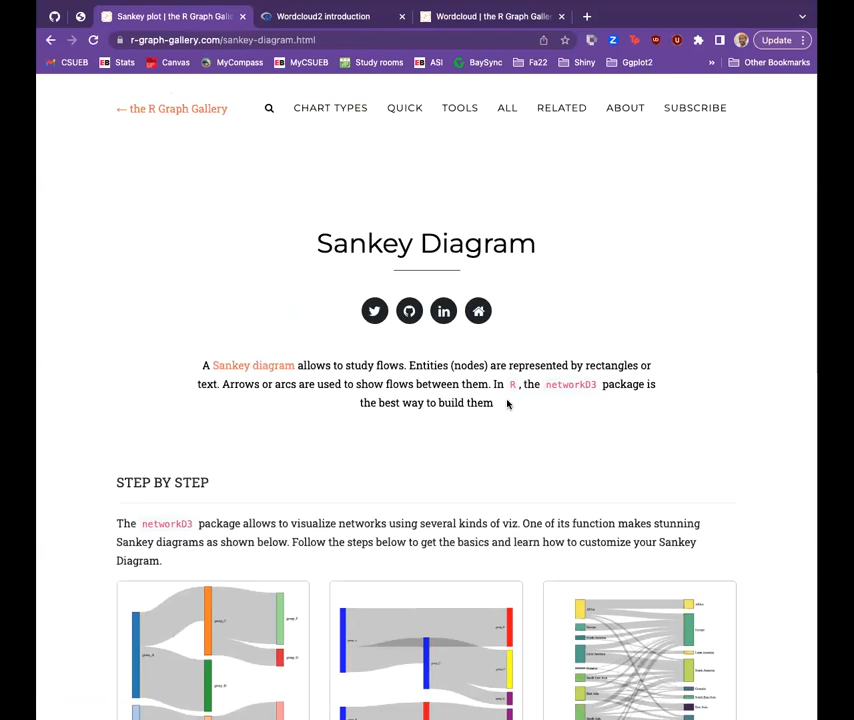 Sankey plot | the R Graph Galle
Wordcloud2 introduction
Wordcloud | the R Graph Galler
r-graph-gallery.com/sankey-diagram.html
Update
CSUEB
Stats
Canvas
MyCompass
MyCSUEB
Study rooms
ASI
BaySync
Fa22
Shiny
Ggplot2
»
Other Bookmarks
← the R Graph Gallery
CHART TYPES
QUICK
TOOLS
ALL
RELATED
ABOUT
SUBSCRIBE
Sankey Diagram
A Sankey diagram allows to study flows. Entities (nodes) are represented by rectangles or
text. Arrows or arcs are used to show flows between them. In R, the networkD3 package is
the best way to build them
STEP BY STEP
The networkD3 package allows to visualize networks using several kinds of viz. One of its function makes stunning
Sankey diagrams as shown below. Follow the steps below to get the basics and learn how to customize your Sankey
Diagram.